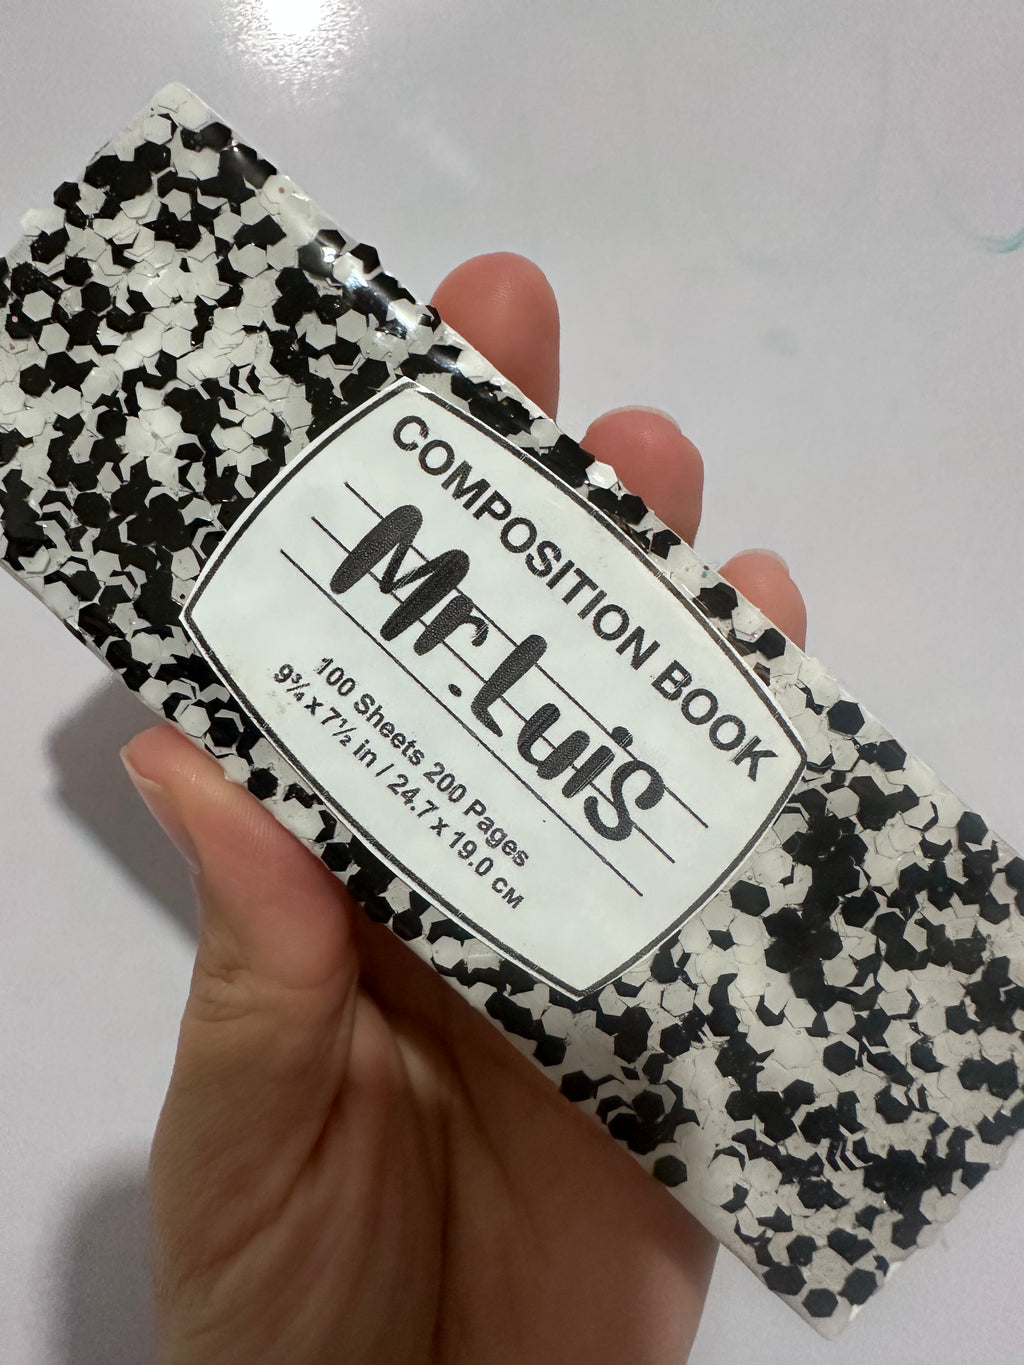 COMPOSITION BOOK
Mr. Luis
100 Sheets 200 Pages
9¾ x 7½ in / 24.7 x 19.0 CM